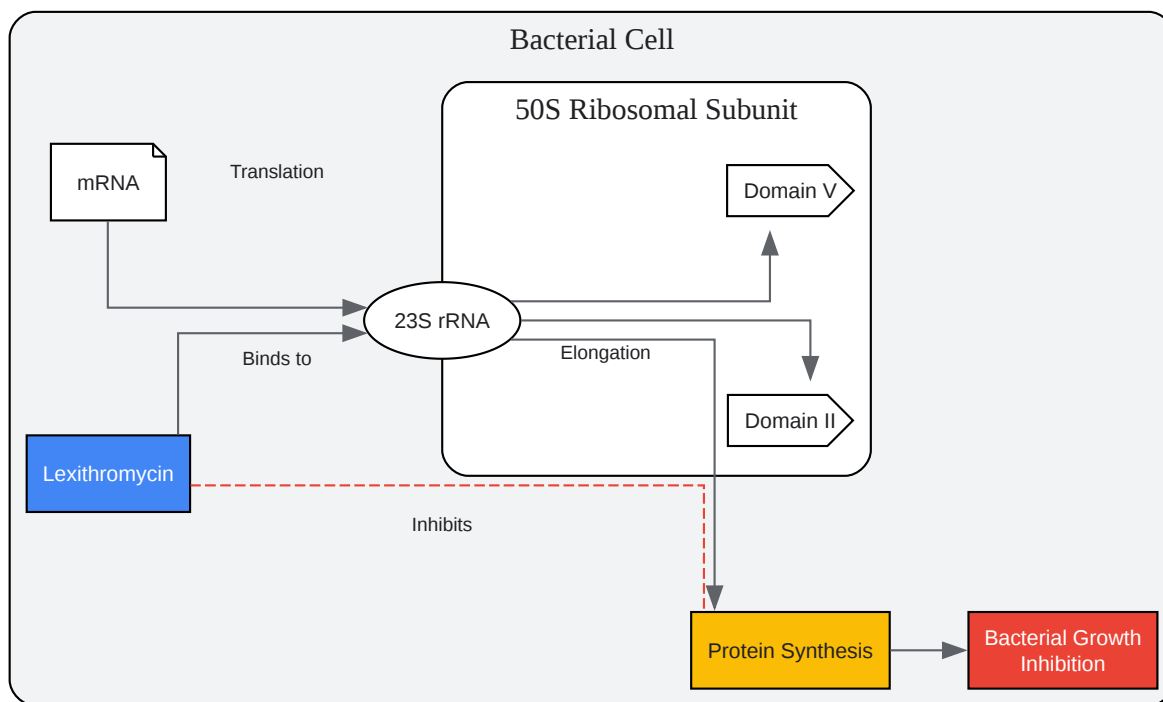 Bacterial Cell
50S Ribosomal Subunit
mRNA
Translation
Domain V
23S rRNA
Binds to
Elongation
Domain II
Lexithromycin
Inhibits
Protein Synthesis
Bacterial Growth
Inhibition